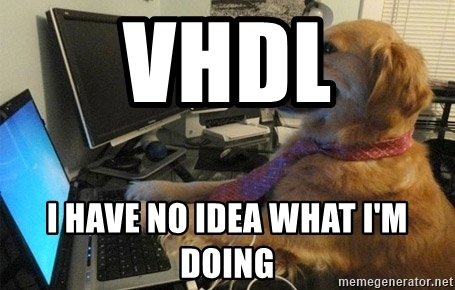 VHDL
I HAVE NO IDEA WHAT I'M
DOING
memegenerator.net